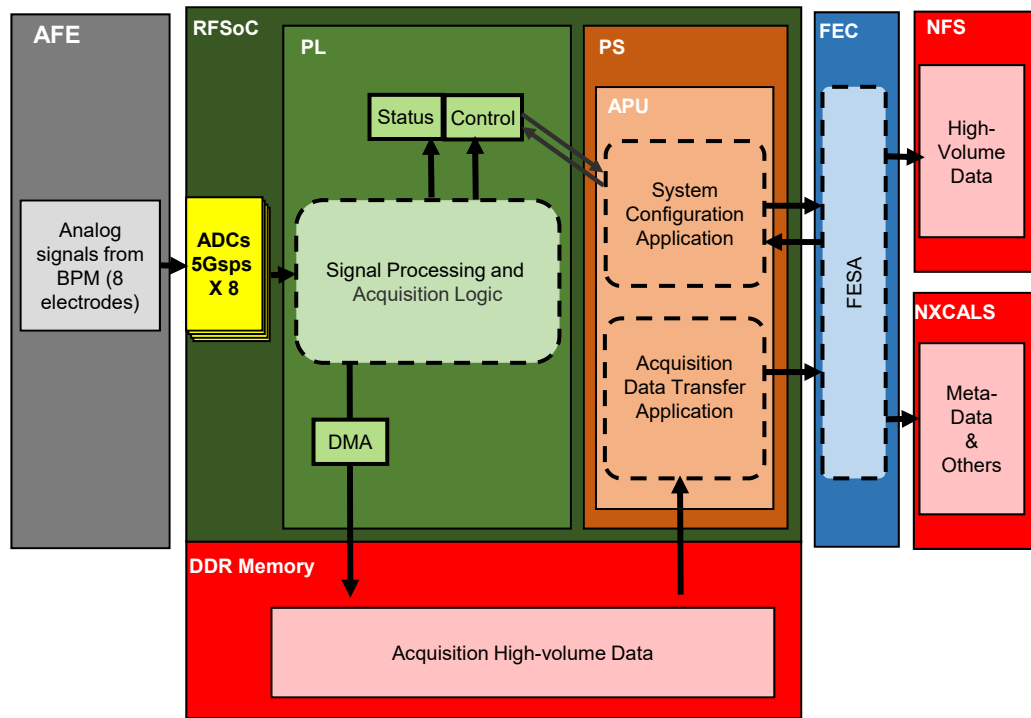 AFE
Analog
signals from
BPM (8
electrodes)
RFSoC
ADCs
5Gsps
X 8
PL
Status
Control
Signal Processing and
Acquisition Logic
DMA
PS
APU
System
Configuration
Application
Acquisition
Data Transfer
Application
DDR Memory
Acquisition High-volume Data
FEC
FESA
NFS
High-
Volume
Data
NXCALS
Meta-
Data
&
Others